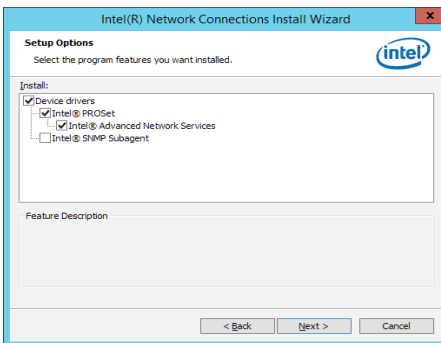 Intel(R) Network Connections Install Wizard
x
Setup Options
Select the program features you want installed.
intel
Install:
Device drivers
Intel® PROSet
Intel® Advanced Network Services
Intel® SNMP Subagent
Feature Description
< Back
Next >
Cancel